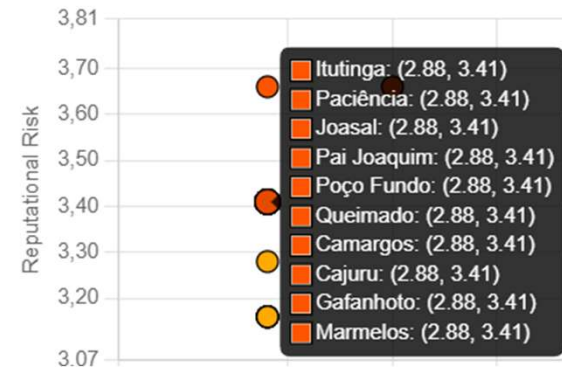 3,81
3,70
3,60
3,50
3,40
3,30
3,20
3.07
Reputational Risk
Itutinga: (2.88, 3.41)
Paciência: (2.88, 3.41)
Joasal: (2.88, 3.41)
Pai Joaquim: (2.88, 3.41)
Poço Fundo: (2.88, 3.41)
Queimado: (2.88, 3.41)
Camargos: (2.88, 3.41)
Cajuru: (2.88, 3.41)
Gafanhoto: (2.88, 3.41)
Marmelos: (2.88, 3.41)